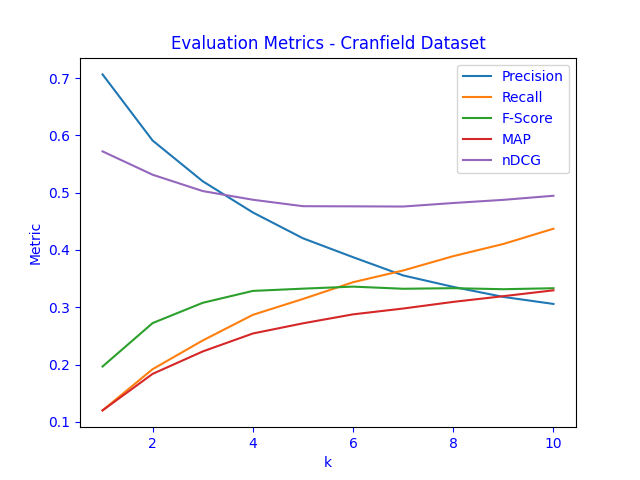 Evaluation Metrics - Cranfield Dataset
Precision
Recall
F-Score
MAP
nDCG
0.7
0.6
0.5
0.4
0.3
0.2
0.1
Metric
2
4
6
8
10
k